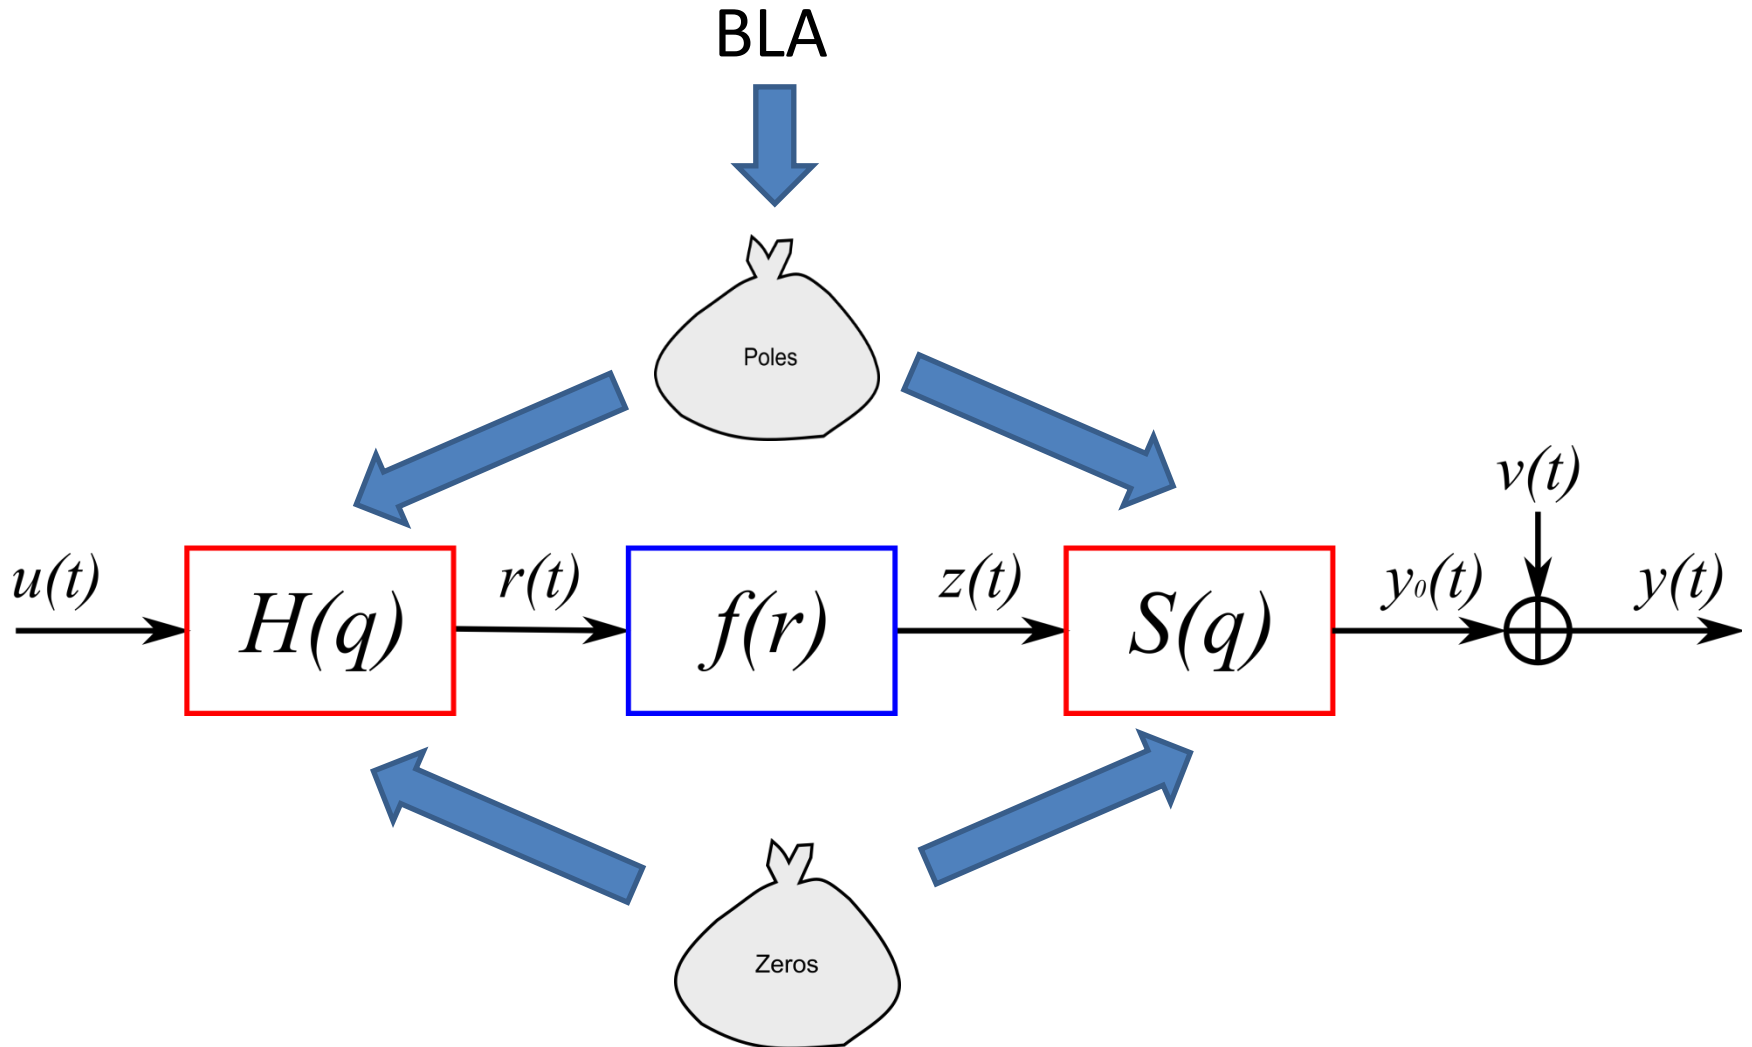 BLA
Poles
v(t)
u(t)
H(q)
r(t)
f(r)
z(t)
S(q)
y₀(t)
y(t)
Zeros